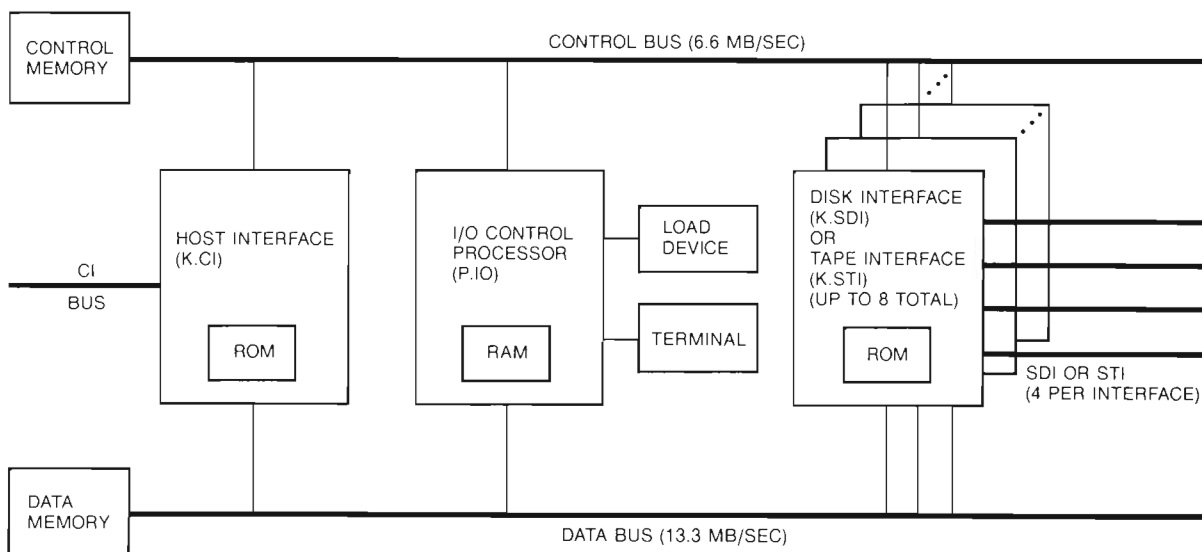 CONTROL
MEMORY
CONTROL BUS (6.6 MB/SEC)
HOST INTERFACE
(K.CI)
ROM
CI
BUS
I/O CONTROL
PROCESSOR
(P.IO)
RAM
LOAD
DEVICE
TERMINAL
DISK INTERFACE
(K.SDI)
OR
TAPE INTERFACE
(K.STI)
(UP TO 8 TOTAL)
ROM
SDI OR STI
(4 PER INTERFACE)
DATA
MEMORY
DATA BUS (13.3 MB/SEC)